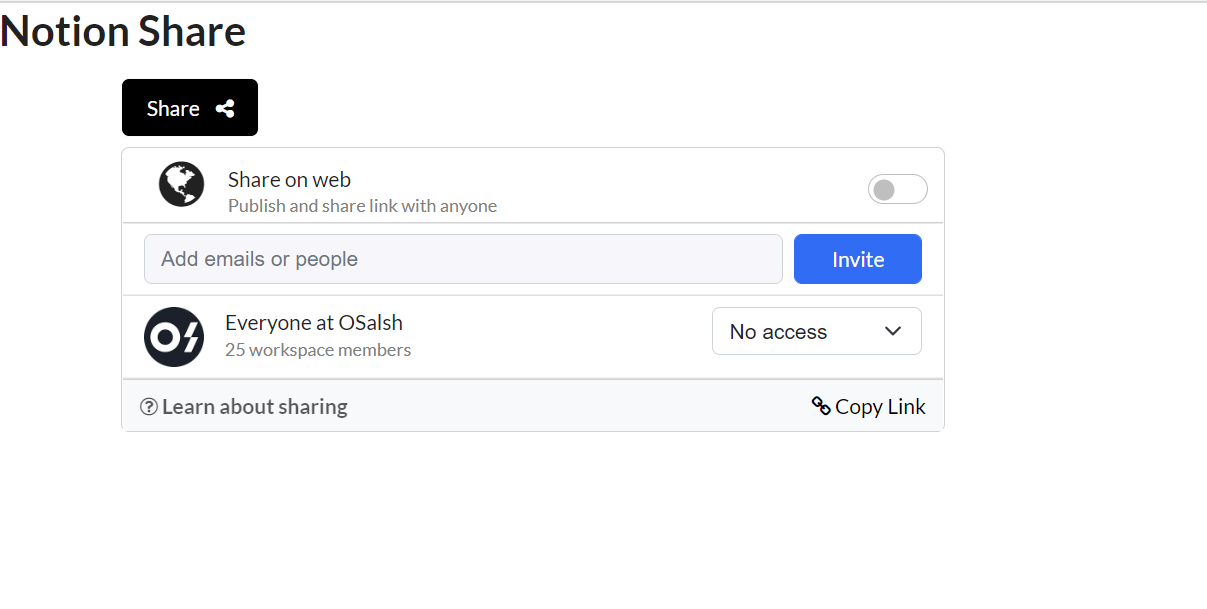 Notion Share
Share
Share on web
Publish and share link with anyone
Add emails or people
Invite
Everyone at OSalsh
No access
25 workspace members
Learn about sharing
Copy Link